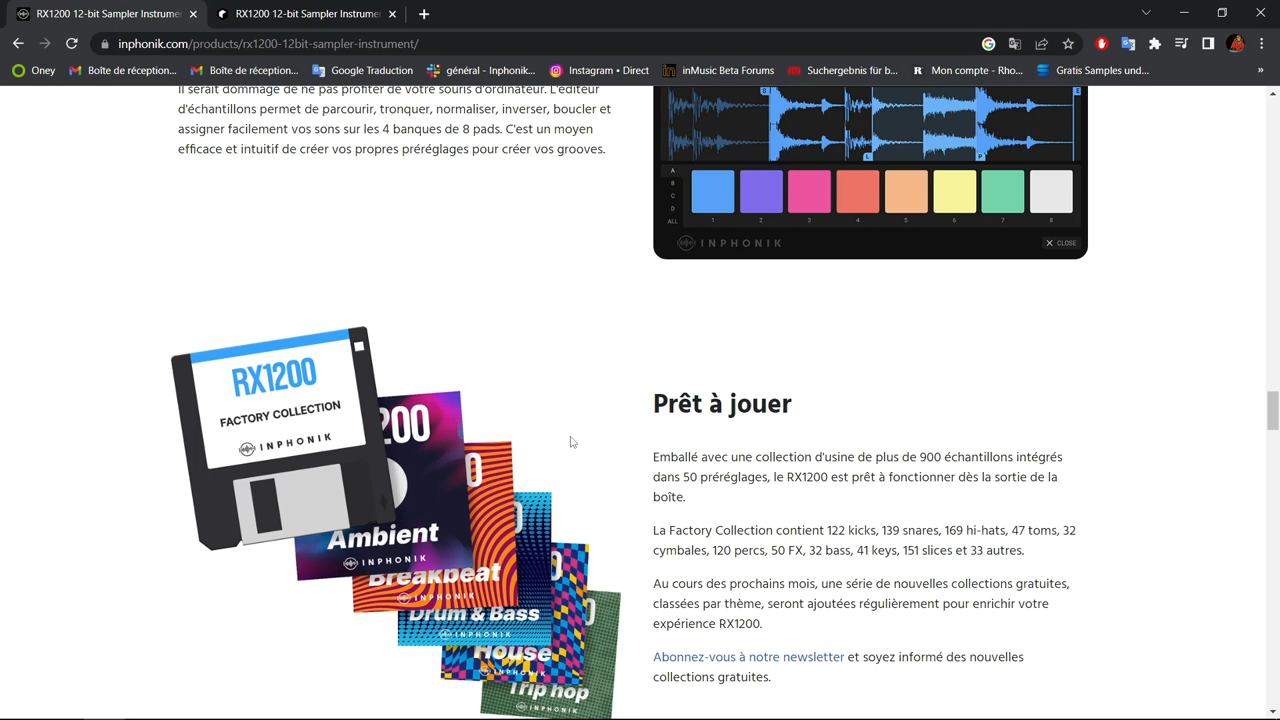 RX1200 12-bit Sampler Instrume
RX1200 12-bit Sampler Instrume
inphonik.com/products/rx1200-12bit-sampler-instrument/
Oney
Boîte de réception...
Boîte de réception...
Google Traduction
général - Inphonik...
Instagram • Direct
inMusic Beta Forums
Suchergebnis für b...
Mon compte - Rho...
Gratis Samples und...
»
Il serait dommage de ne pas profiter de votre souris d'ordinateur. L'éditeur
d'échantillons permet de parcourir, tronquer, normaliser, inverser, boucler et
assigner facilement vos sons sur les 4 banques de 8 pads. C'est un moyen
efficace et intuitif de créer vos propres préréglages pour créer vos grooves.
S
E
L
P
A
B
C
D
ALL
1 2 3 4 5 6 7 8
INPHONIK
CLOSE
RX1200
FACTORY COLLECTION
INPHONIK
200
Ambient
INPHONIK
0
Breakbeat
INPHONIK
Drum & Bass
INPHONIK
House
INPHONIK
Trip hop
INPHONIK
Prêt à jouer
Emballé avec une collection d'usine de plus de 900 échantillons intégrés
dans 50 préréglages, le RX1200 est prêt à fonctionner dès la sortie de la
boîte.
La Factory Collection contient 122 kicks, 139 snares, 166 hi-hats, 47 toms, 32
cymbales, 120 percs, 50 FX, 32 bass, 41 keys, 151 slices et 33 autres.
Au cours des prochains mois, une série de nouvelles collections gratuites,
classées par thème, seront ajoutées régulièrement pour enrichir votre
expérience RX1200.
Abonnez-vous à notre newsletter et soyez informé des nouvelles
collections gratuites.